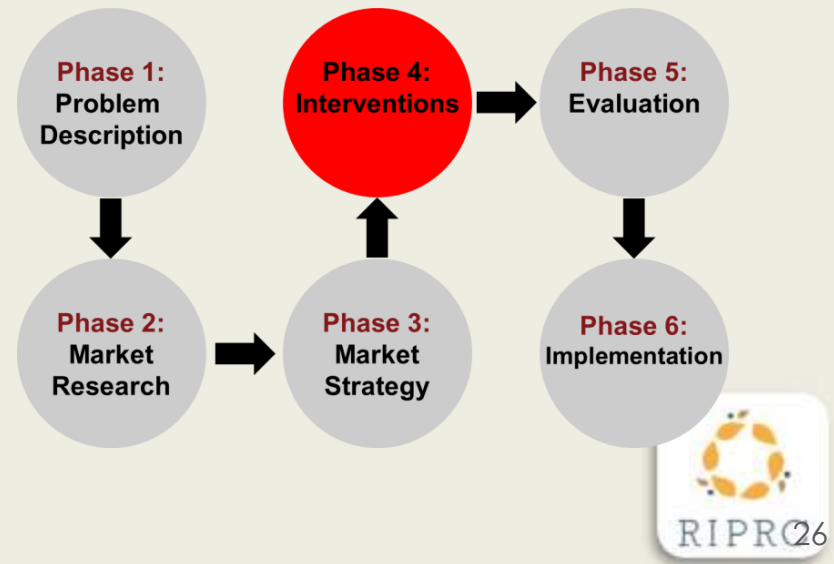 Phase 1:
Problem
Description
Phase 2:
Market
Research
Phase 3:
Market
Strategy
Phase 4:
Interventions
Phase 5:
Evaluation
Phase 6:
Implementation
RIPRO
26